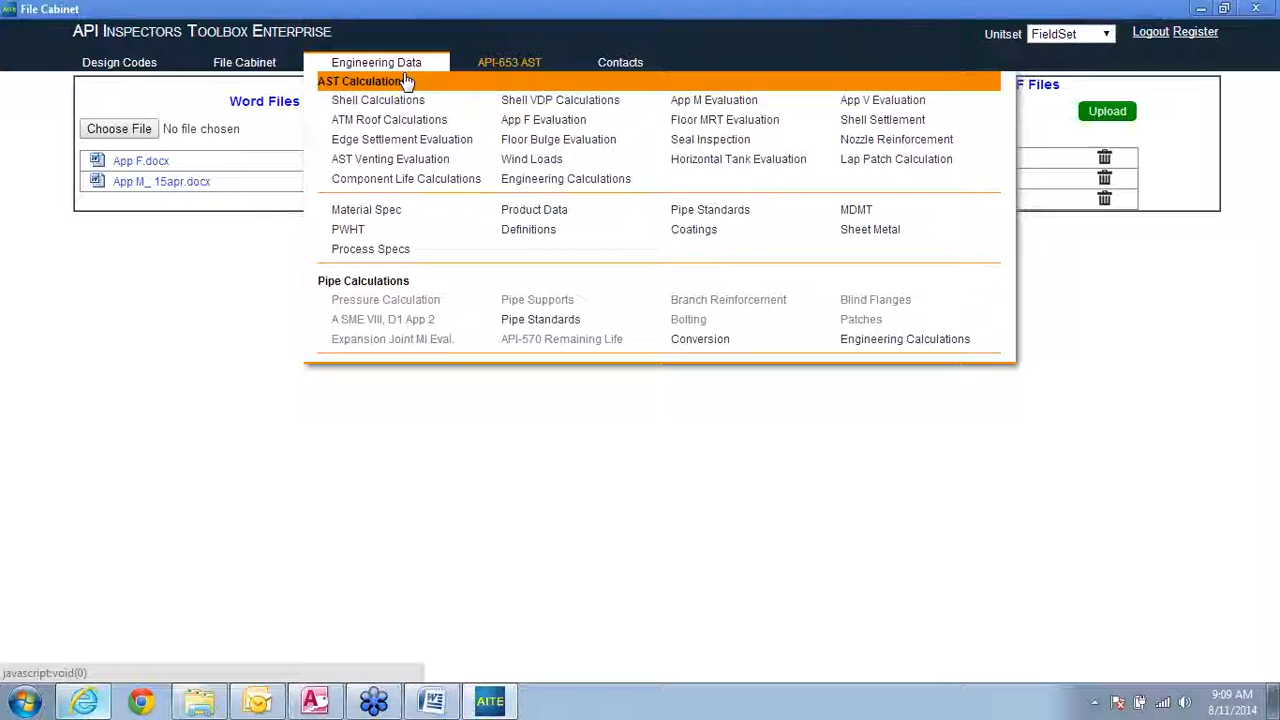 File Cabinet
API INSPECTORS TOOLBOX ENTERPRISE
Unitset FieldSet Logout Register
Design Codes File Cabinet Engineering Data API-653 AST Contacts
AST Calculation
Word Files
F Files
Shell Calculations Shell VDP Calculations App M Evaluation App V Evaluation
Upload
ATM Roof Calculations App F Evaluation Floor MRT Evaluation Shell Settlement
Choose File No file chosen
Edge Settlement Evaluation Floor Bulge Evaluation Seal Inspection Nozzle Reinforcement
App F.docx
AST Venting Evaluation Wind Loads Horizontal Tank Evaluation Lap Patch Calculation
App M_ 15apr.docx
Component Life Calculations Engineering Calculations
Material Spec Product Data Pipe Standards MDMT
PWHT Definitions Coatings Sheet Metal
Process Specs
Pipe Calculations
Pressure Calculation Pipe Supports Branch Reinforcement Blind Flanges
A SME VIII, D1 App 2 Pipe Standards Bolting Patches
Expansion Joint MI Eval. API-570 Remaining Life Conversion Engineering Calculations
javascript:void(0)
AITE
9:09 AM
8/11/2014